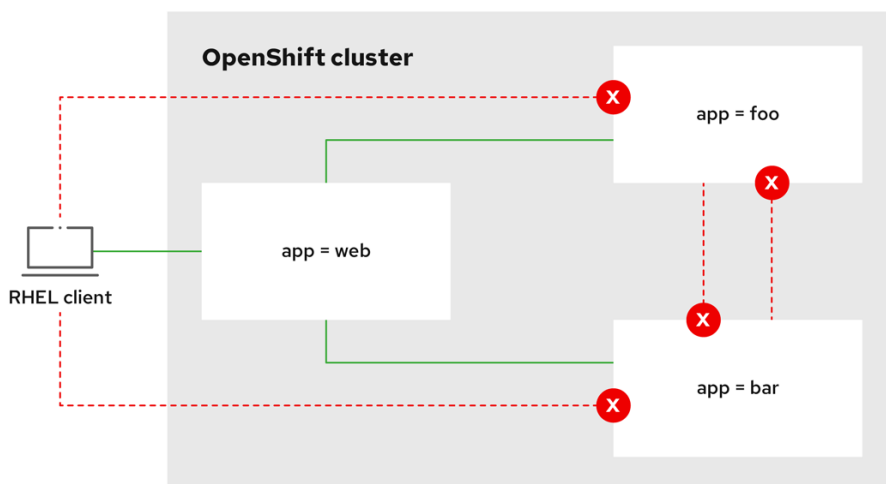 OpenShift cluster
X
app = foo
X
app = web
RHEL client
X
app = bar
X